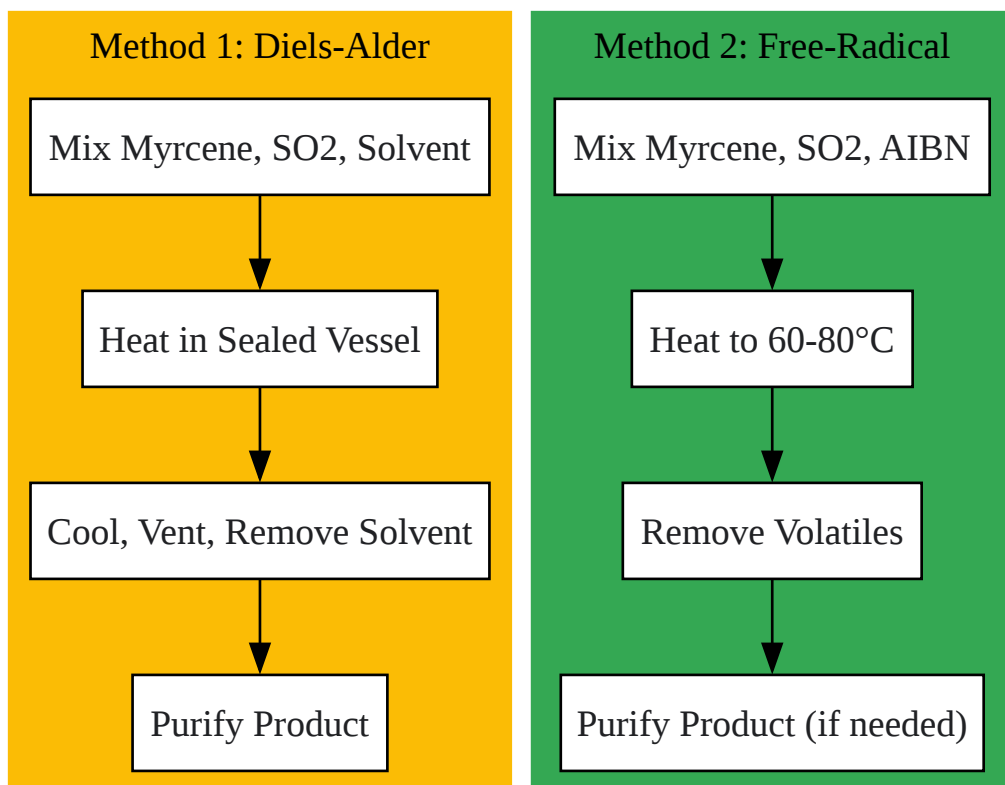 Method 1: Diels-Alder
Mix Myrcene, SO2, Solvent
Heat in Sealed Vessel
Cool, Vent, Remove Solvent
Purify Product
Method 2: Free-Radical
Mix Myrcene, SO2, AIBN
Heat to 60-80°C
Remove Volatiles
Purify Product (if needed)